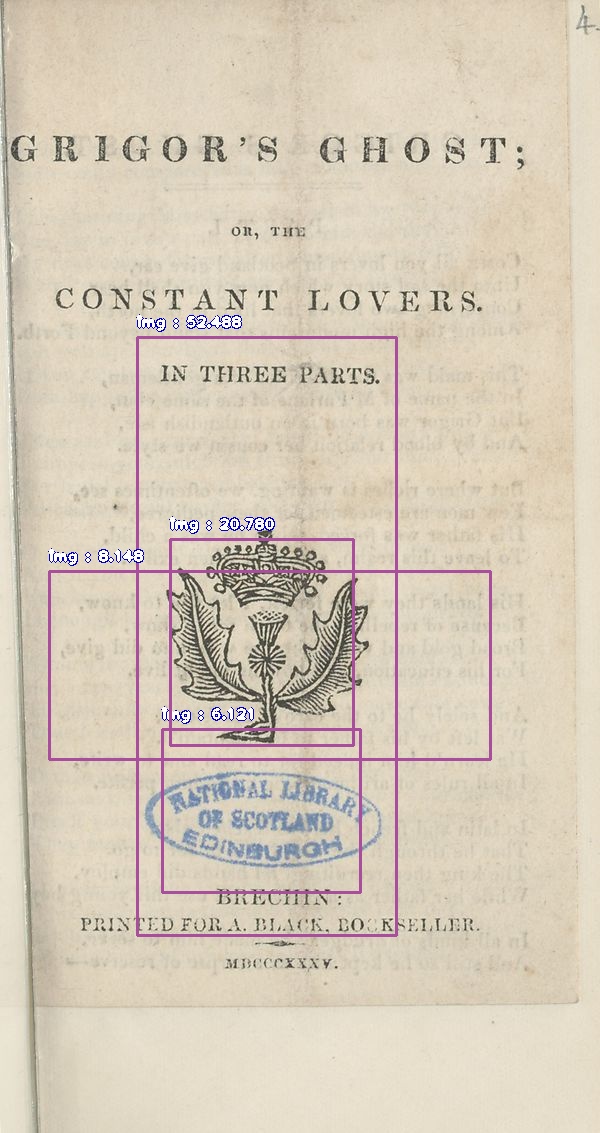 4.
GRIGOR'S GHOST;
OR, THE
CONSTANT LOVERS.
img : 52.488
IN THREE PARTS.
img : 20.780
img : 8.148
img : 6.121
NATIONAL LIBRARY
OF SCOTLAND
EDINBURGH
BRECHIN:
PRINTED FOR A. BLACK, BOOKSELLER.
MDCCCXXXV.